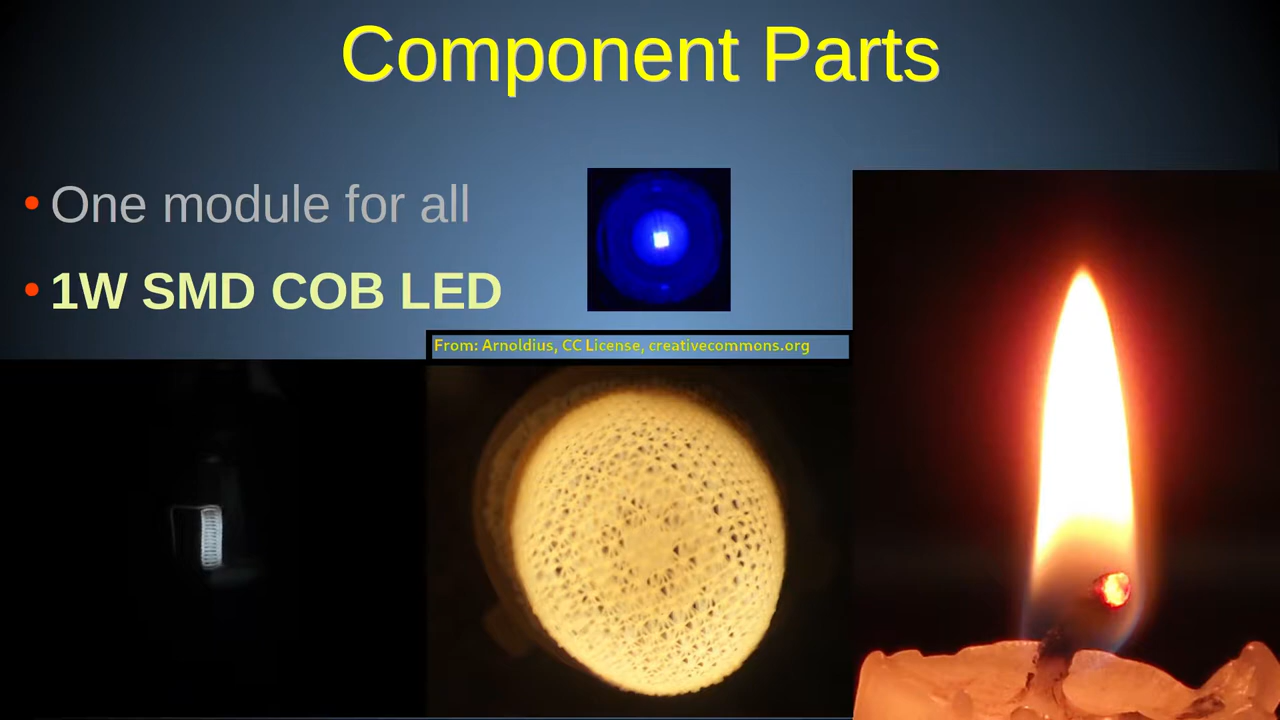 Component Parts
One module for all
1W SMD COB LED
From: Arnoldius, CC License, creativecommons.org